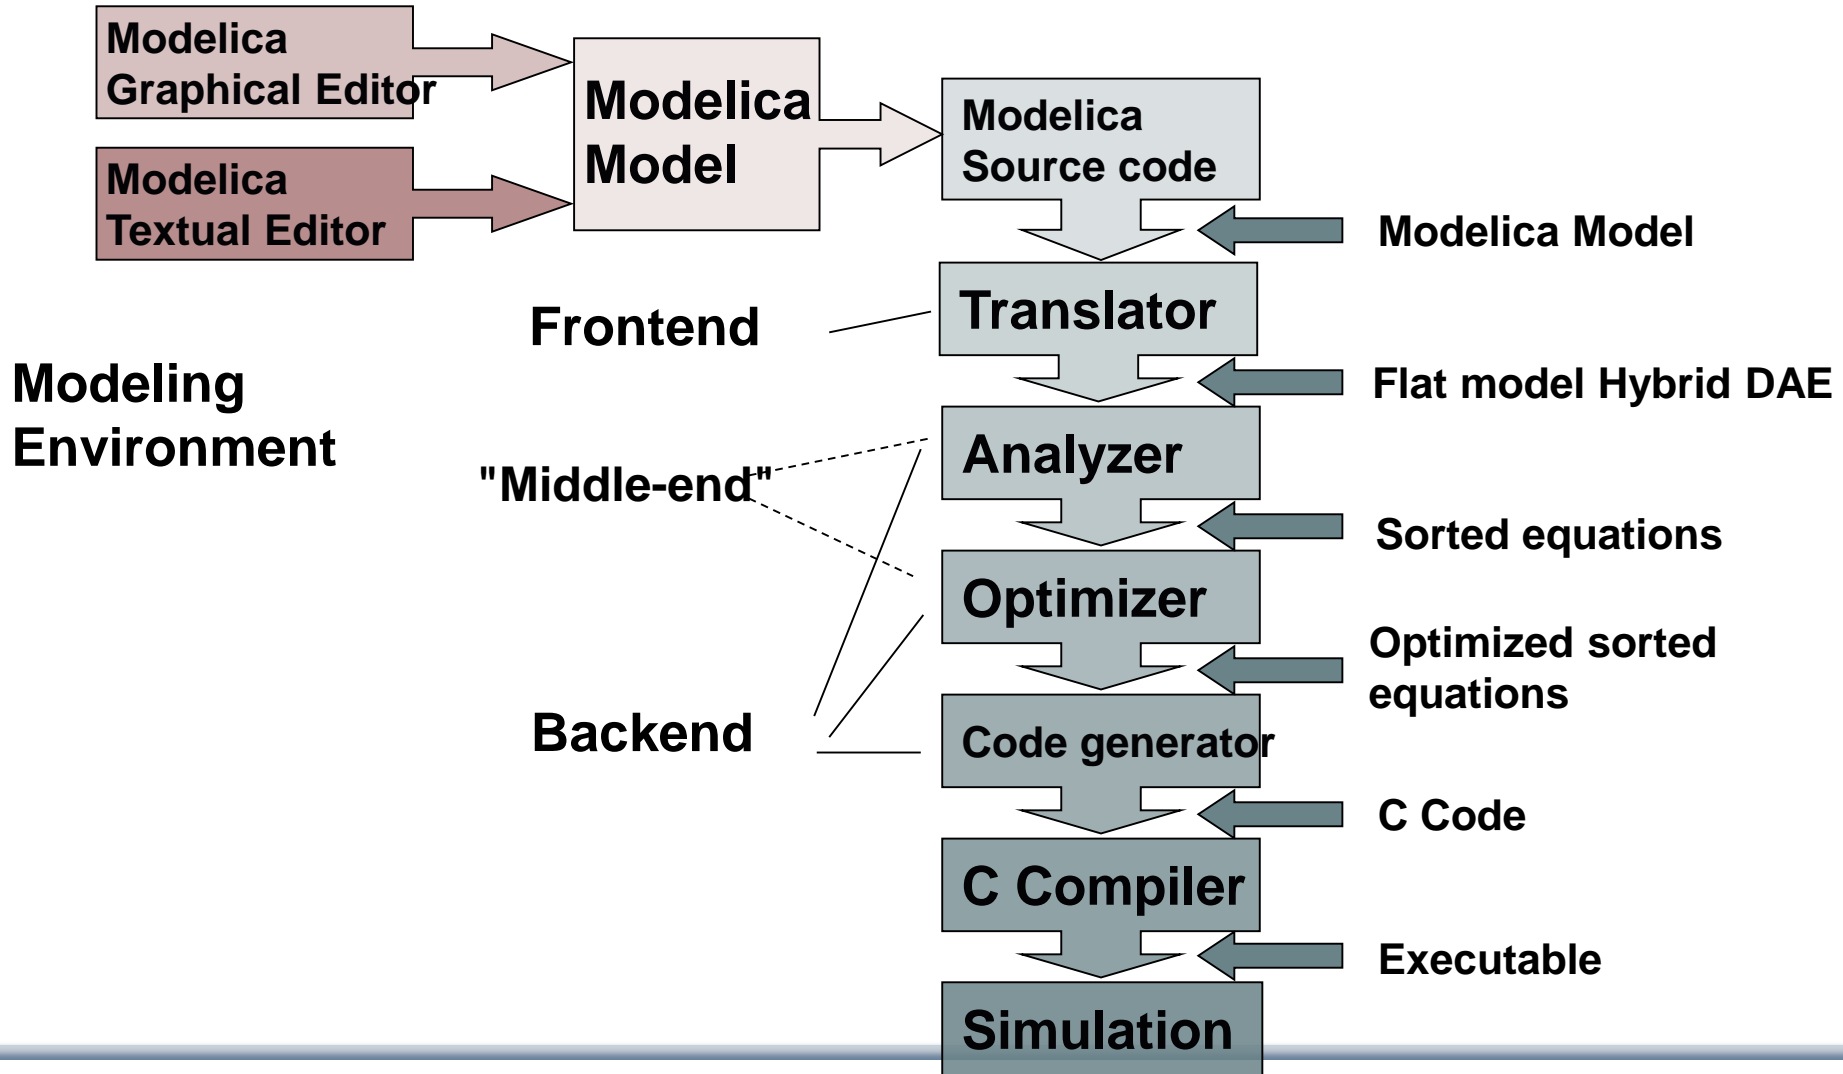 Modelica
Graphical Editor
Modelica
Textual Editor
Modelica
Model
Modelica
Source code
Modelica Model
Frontend
Translator
Modeling
Environment
Flat model Hybrid DAE
"Middle-end"
Analyzer
Sorted equations
Optimizer
Optimized sorted
equations
Backend
Code generator
C Code
C Compiler
Executable
Simulation